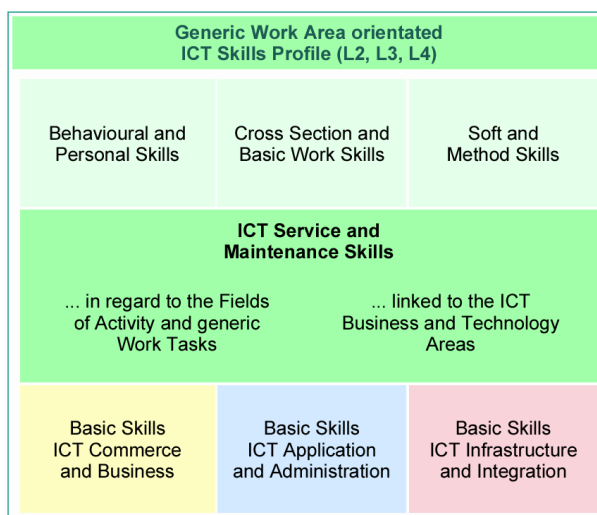 Generic Work Area orientated
ICT Skills Profile (L2, L3, L4)
Behavioural and
Personal Skills
Cross Section and
Basic Work Skills
Soft and
Method Skills
ICT Service and
Maintenance Skills
... in regard to the Fields
of Activity and generic
Work Tasks
... linked to the ICT
Business and Technology
Areas
Basic Skills
ICT Commerce
and Business
Basic Skills
ICT Application
and Administration
Basic Skills
ICT Infrastructure
and Integration